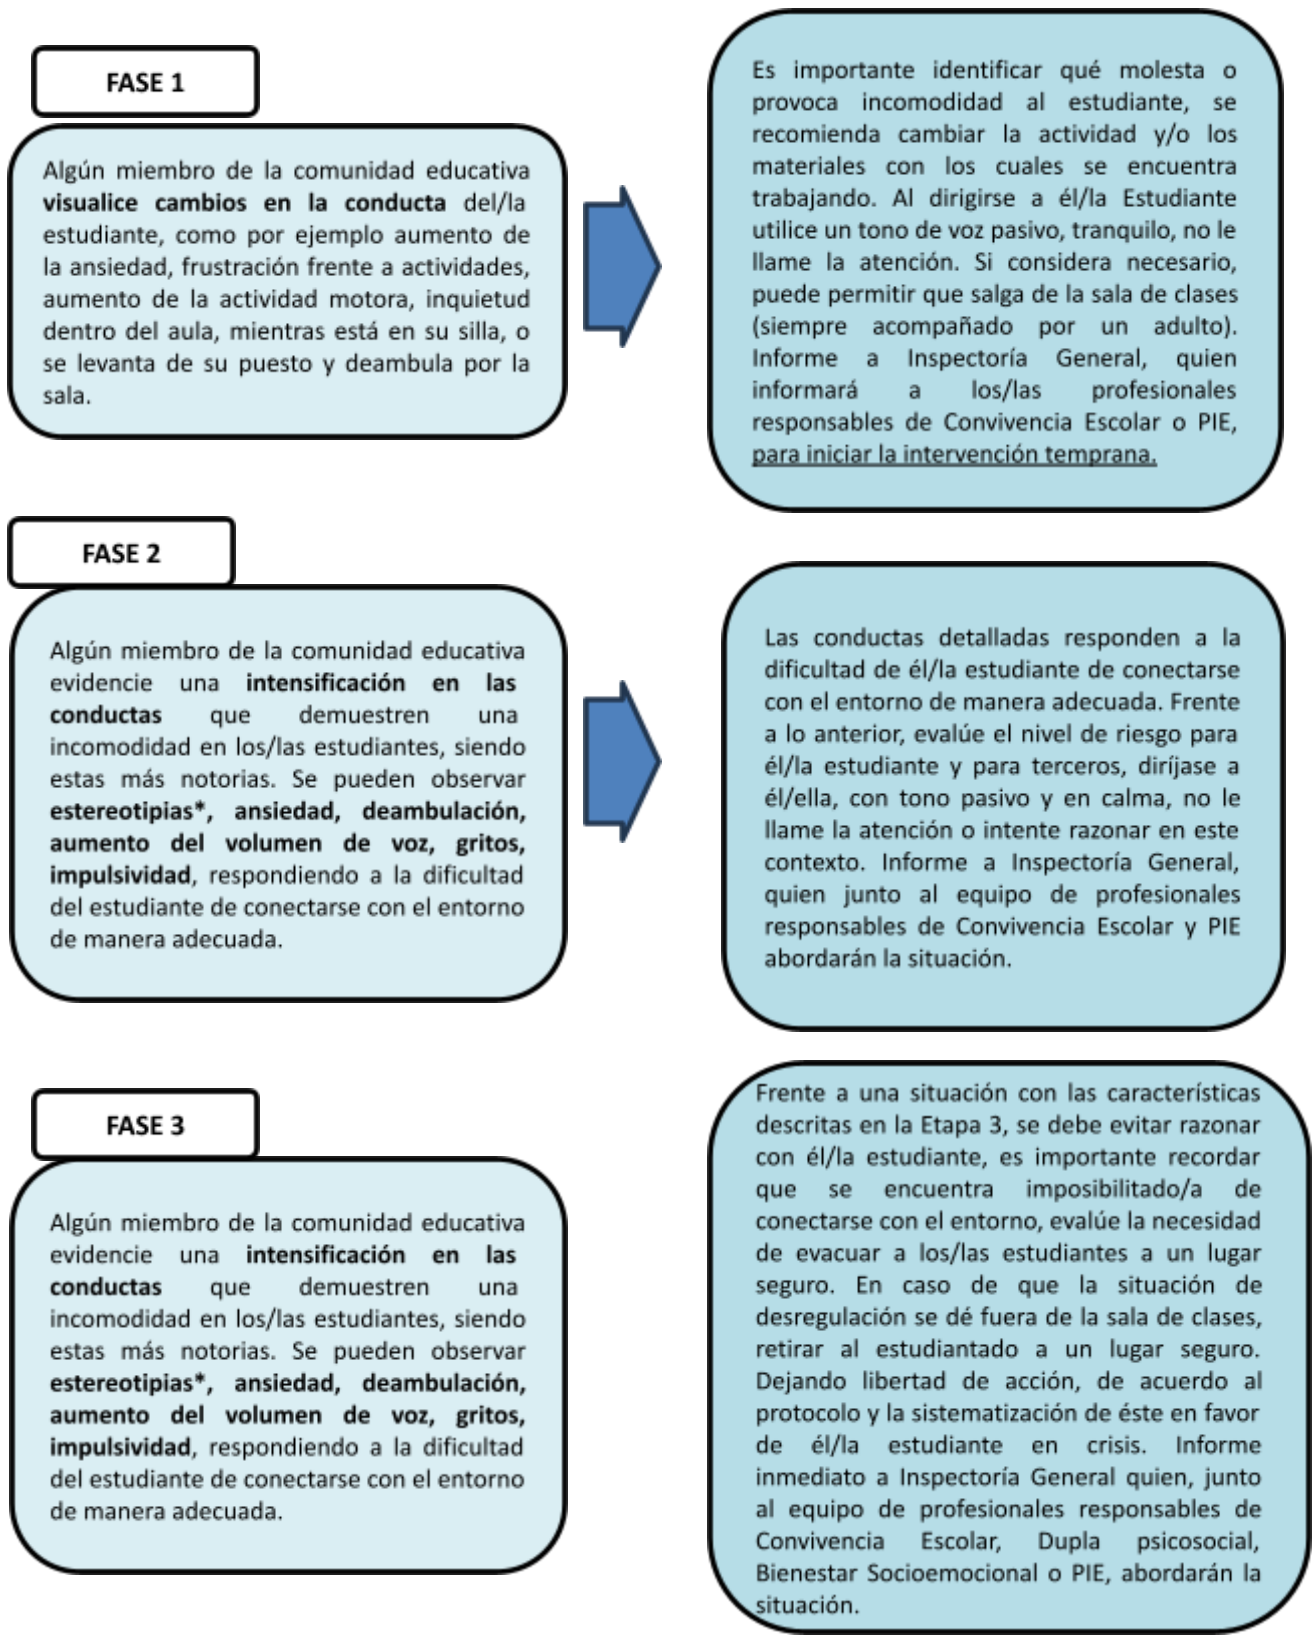 FASE 1
Algún miembro de la comunidad educativa
visualice cambios en la conducta del/la
estudiante, como por ejemplo aumento de
la ansiedad, frustración frente a actividades,
aumento de la actividad motora, inquietud
dentro del aula, mientras está en su silla, o
se levanta de su puesto y deambula por la
sala.
Es importante identificar qué molesta o
provoca incomodidad al estudiante, se
recomienda cambiar la actividad y/o los
materiales con los cuales se encuentra
trabajando. Al dirigirse a él/la Estudiante
utilice un tono de voz pasivo, tranquilo, no le
llame la atención. Si considera necesario,
puede permitir que salga de la sala de clases
(siempre acompañado por un adulto).
Informe a Inspectoría General, quien
informará a los/las profesionales
responsables de Convivencia Escolar o PIE,
para iniciar la intervención temprana.
FASE 2
Algún miembro de la comunidad educativa
evidencie una intensificación en las
conductas que demuestren una
incomodidad en los/las estudiantes, siendo
estas más notorias. Se pueden observar
estereotipias*, ansiedad, deambulación,
aumento del volumen de voz, gritos,
impulsividad, respondiendo a la dificultad
del estudiante de conectarse con el entorno
de manera adecuada.
Las conductas detalladas responden a la
dificultad de él/la estudiante de conectarse
con el entorno de manera adecuada. Frente
a lo anterior, evalúe el nivel de riesgo para
él/la estudiante y para terceros, diríjase a
él/ella, con tono pasivo y en calma, no le
llame la atención o intente razonar en este
contexto. Informe a Inspectoría General,
quien junto al equipo de profesionales
responsables de Convivencia Escolar y PIE
abordarán la situación.
FASE 3
Algún miembro de la comunidad educativa
evidencie una intensificación en las
conductas que demuestren una
incomodidad en los/las estudiantes, siendo
estas más notorias. Se pueden observar
estereotipias*, ansiedad, deambulación,
aumento del volumen de voz, gritos,
impulsividad, respondiendo a la dificultad
del estudiante de conectarse con el entorno
de manera adecuada.
Frente a una situación con las características
descritas en la Etapa 3, se debe evitar razonar
con él/la estudiante, es importante recordar
que se encuentra imposibilitado/a de
conectarse con el entorno, evalúe la necesidad
de evacuar a los/las estudiantes a un lugar
seguro. En caso de que la situación de
desregulación se dé fuera de la sala de clases,
retirar al estudiantado a un lugar seguro.
Dejando libertad de acción, de acuerdo al
protocolo y la sistematización de éste en favor
de él/la estudiante en crisis. Informe
inmediato a Inspectoría General quien, junto
al equipo de profesionales responsables de
Convivencia Escolar, Dupla psicosocial,
Bienestar Socioemocional o PIE, abordarán la
situación.